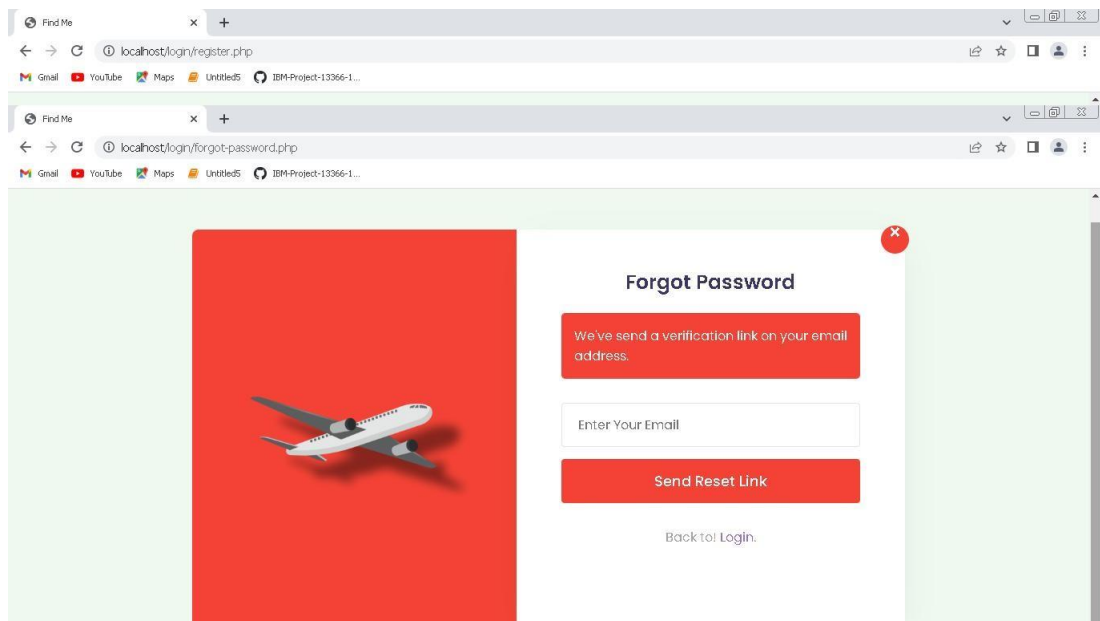 Find Me
localhost/login/register.php
Gmail YouTube Maps Untitled5 IBM-Project-13366-1...
Find Me
localhost/login/forgot-password.php
Gmail YouTube Maps Untitled5 IBM-Project-13366-1...
Forgot Password
We've send a verification link on your email
address.
Enter Your Email
Send Reset Link
Back to! Login.